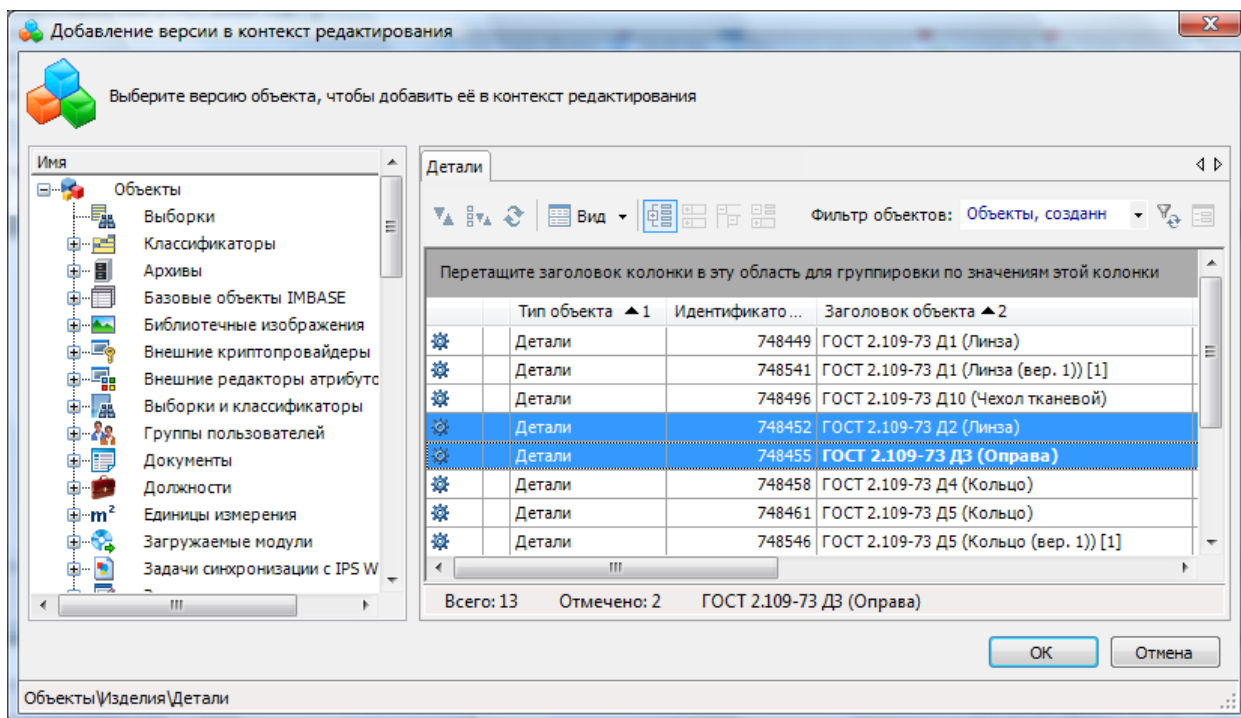 Добавление версии в контекст редактирования
Выберите версию объекта, чтобы добавить её в контекст редактирования
Имя
Объекты
Выборки
Классификаторы
Архивы
Базовые объекты IMBASE
Библиотечные изображения
Внешние криптопровайдеры
Внешние редакторы атрибутс
Выборки и классификаторы
Группы пользователей
Документы
Должности
m² Единицы измерения
Загружаемые модули
Задачи синхронизации с IPS W
Детали
Вид Фильтр объектов: Объекты, созданн
Перетащите заголовок колонки в эту область для группировки по значениям этой колонки
Тип объекта ▲1 Идентификато... Заголовок объекта ▲2
Детали 748449 ГОСТ 2.109-73 Д1 (Линза)
Детали 748541 ГОСТ 2.109-73 Д1 (Линза (вер. 1)) [1]
Детали 748496 ГОСТ 2.109-73 Д10 (Чехол тканевой)
Детали 748452 ГОСТ 2.109-73 Д2 (Линза)
Детали 748455 ГОСТ 2.109-73 Д3 (Оправа)
Детали 748458 ГОСТ 2.109-73 Д4 (Кольцо)
Детали 748461 ГОСТ 2.109-73 Д5 (Кольцо)
Детали 748546 ГОСТ 2.109-73 Д5 (Кольцо (вер. 1)) [1]
Всего: 13 Отмечено: 2 ГОСТ 2.109-73 Д3 (Оправа)
ОК Отмена
Объекты\Изделия\Детали